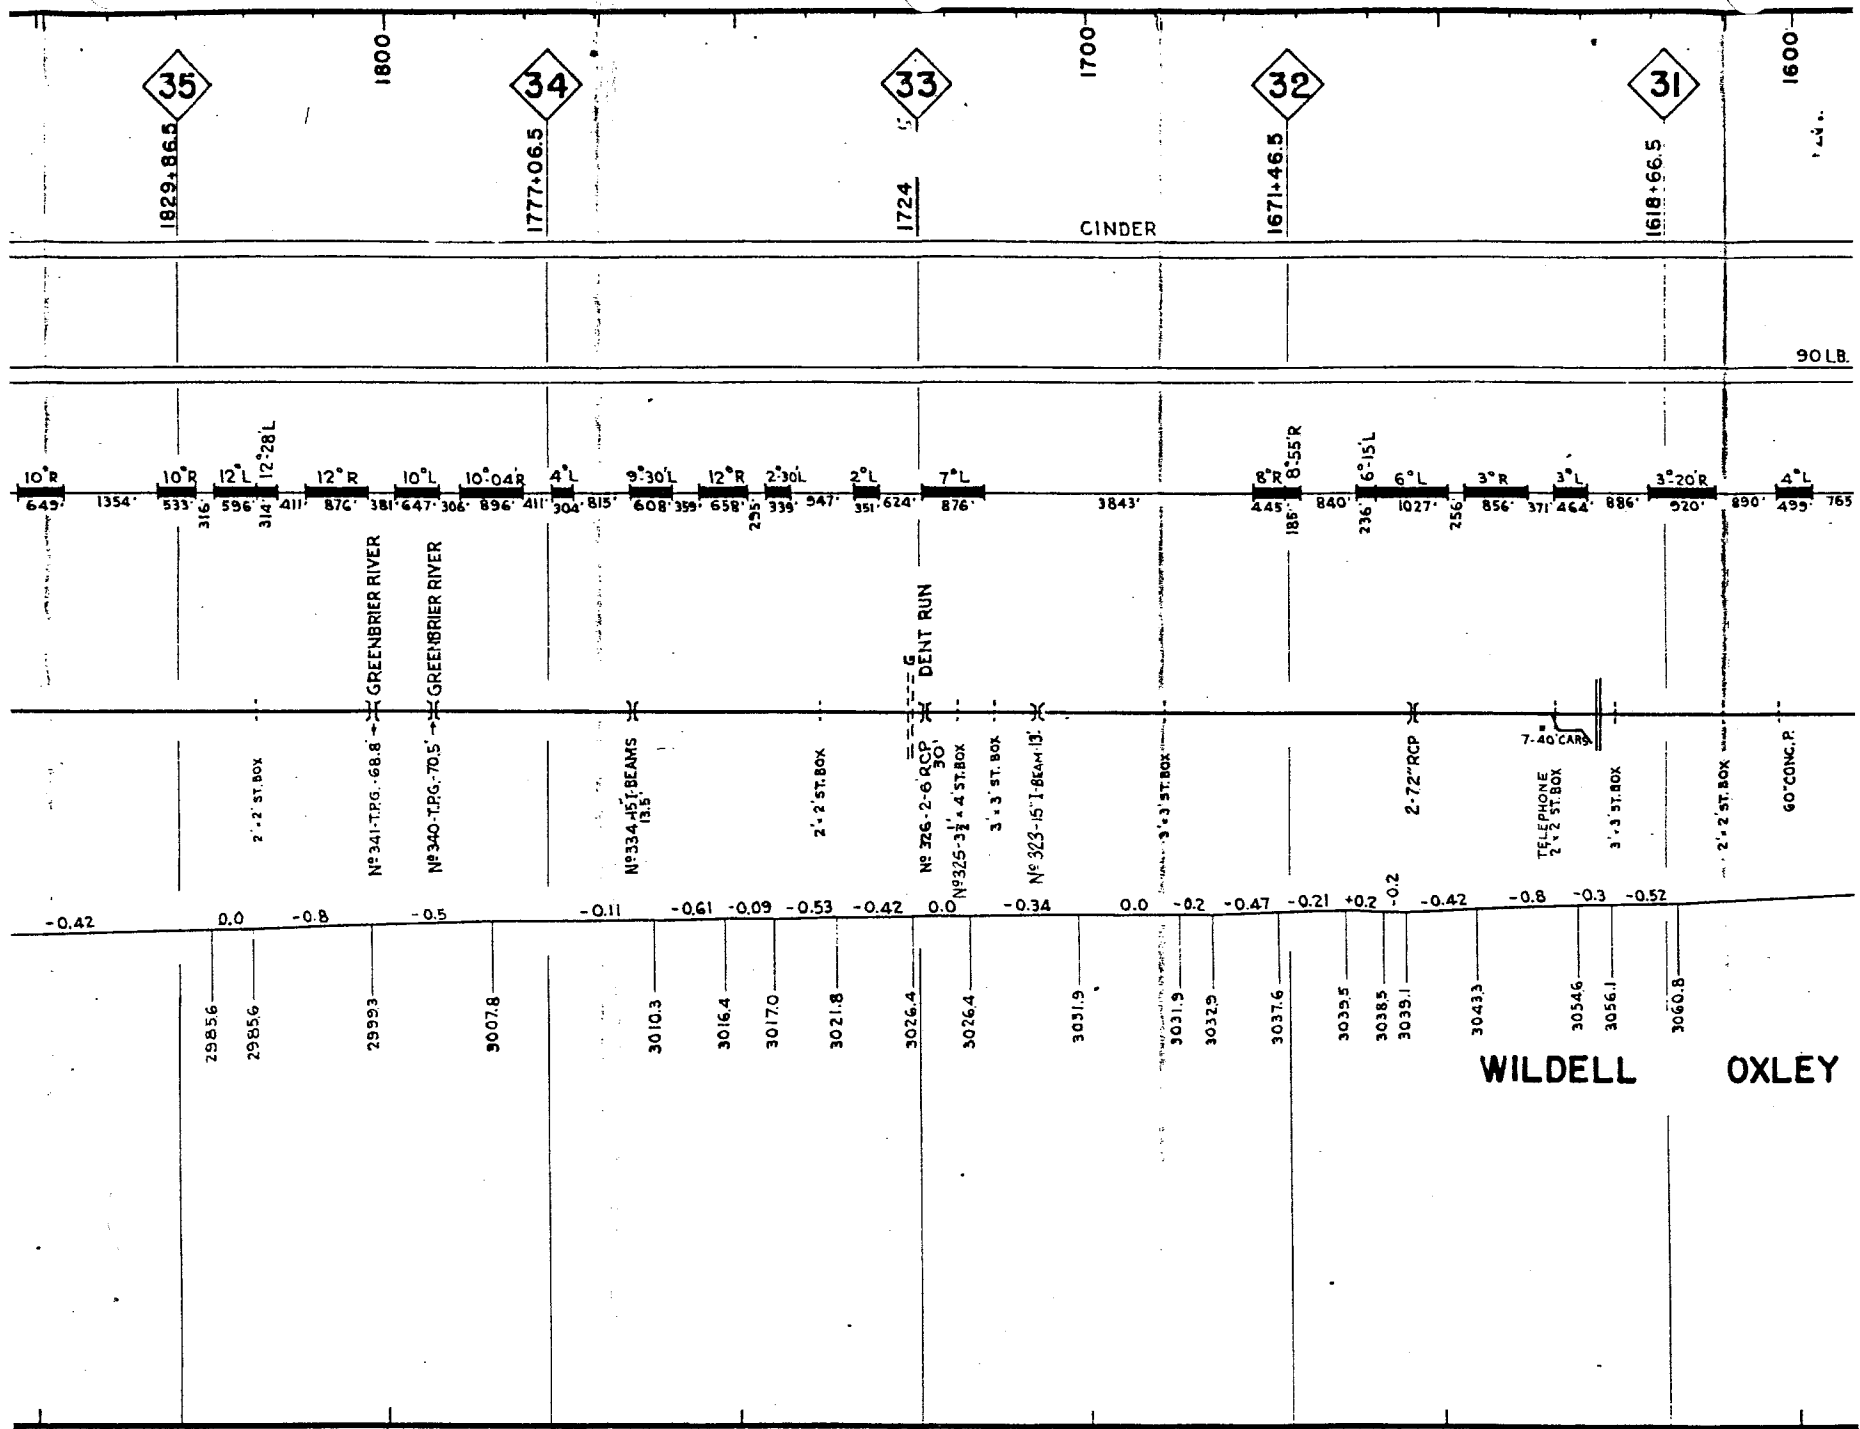 1800 1700 1600
35 34 33 32 31
1829+86.5 1777+06.5 1724 1671+46.5 1618+66.5
CINDER
90 LB.
12°-28'L 8°-55'R 6°-15'L
10°R 10°R 12°L 12°R 10°L 10°-04'R 4°L 9°-30'L 12°R 2°-30'L 2°L 7°L 8°R 6°L 3°R 3°L 3°-20'R 4°L
649' 1354' 533' 316' 596' 314' 411' 876' 381' 647' 306' 896' 411' 304' 815' 608' 359' 658' 295' 339' 947' 351' 624' 876' 3843' 445' 185' 840' 236' 1027' 256' 856' 371' 464' 886' 920' 890' 499' 765
GREENBRIER RIVER
GREENBRIER RIVER
G
DENT RUN
2'×2' ST. BOX
Nº 341-T.P.G.-68.8'
Nº 340-T.P.G.-70.5'
Nº 334-15" I-BEAMS
13.5'
2'×2' ST. BOX
Nº 326-2-6' RCP
30'
Nº 325-3½'×4' ST. BOX
3'×3' ST. BOX
Nº 323-15" I-BEAM-13'
3'×3' ST. BOX
2-72" RCP
7-40' CARS
TELEPHONE
2'×2' ST. BOX
3'×3' ST. BOX
2'×2' ST. BOX
60" CONC. P.
-0.42 0.0 -0.8 -0.5 -0.11 -0.61 -0.09 -0.53 -0.42 0.0 -0.34 0.0 -0.2 -0.47 -0.21 +0.2 -0.2 -0.42 -0.8 -0.3 -0.52
2985.6 2985.6 2999.3 3007.8 3010.3 3016.4 3017.0 3021.8 3026.4 3026.4 3031.9 3031.9 3032.9 3037.6 3039.5 3038.5 3039.1 3043.3 3054.6 3056.1 3060.8
WILDELL OXLEY